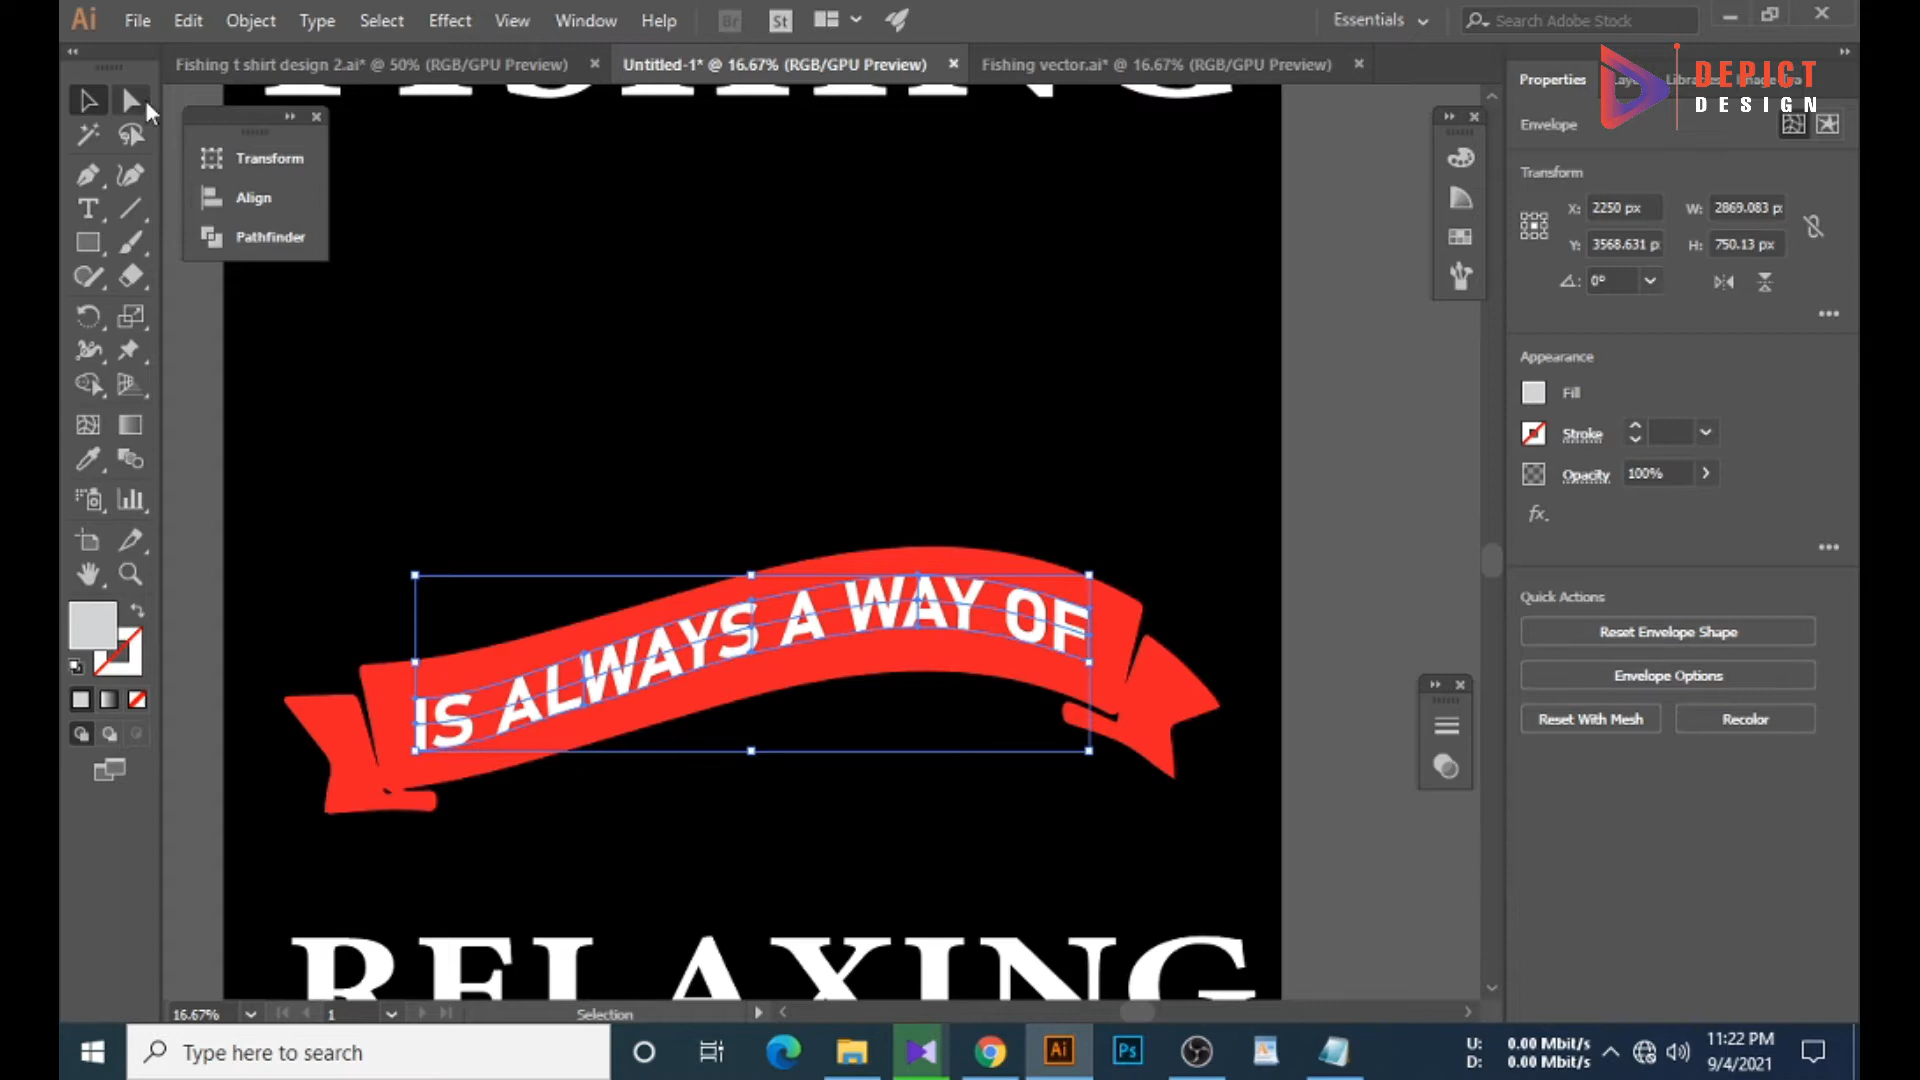 Ai File Edit Object Type Select Effect View Window Help Br St Essentials Search Adobe Stock
Fishing t shirt design 2.ai* @ 50% (RGB/GPU Preview) Untitled-1* @ 16.67% (RGB/GPU Preview) Fishing vector.ai* @ 16.67% (RGB/GPU Preview)
DEPICT
DESIGN
Properties
Envelope
Transform
Align
Pathfinder
Transform
X: 2250 px W: 2869.083 p
Y: 3568.631 p H: 750.13 px
0°
Appearance
Fill
Stroke
Opacity 100%
fx.
Quick Actions
Reset Envelope Shape
Envelope Options
Reset With Mesh Recolor
IS ALWAYS A WAY OF
RELAXING
16.67% 1 Selection
Type here to search
Ai Ps
U: 0.00 Mbit/s
D: 0.00 Mbit/s
11:22 PM
9/4/2021